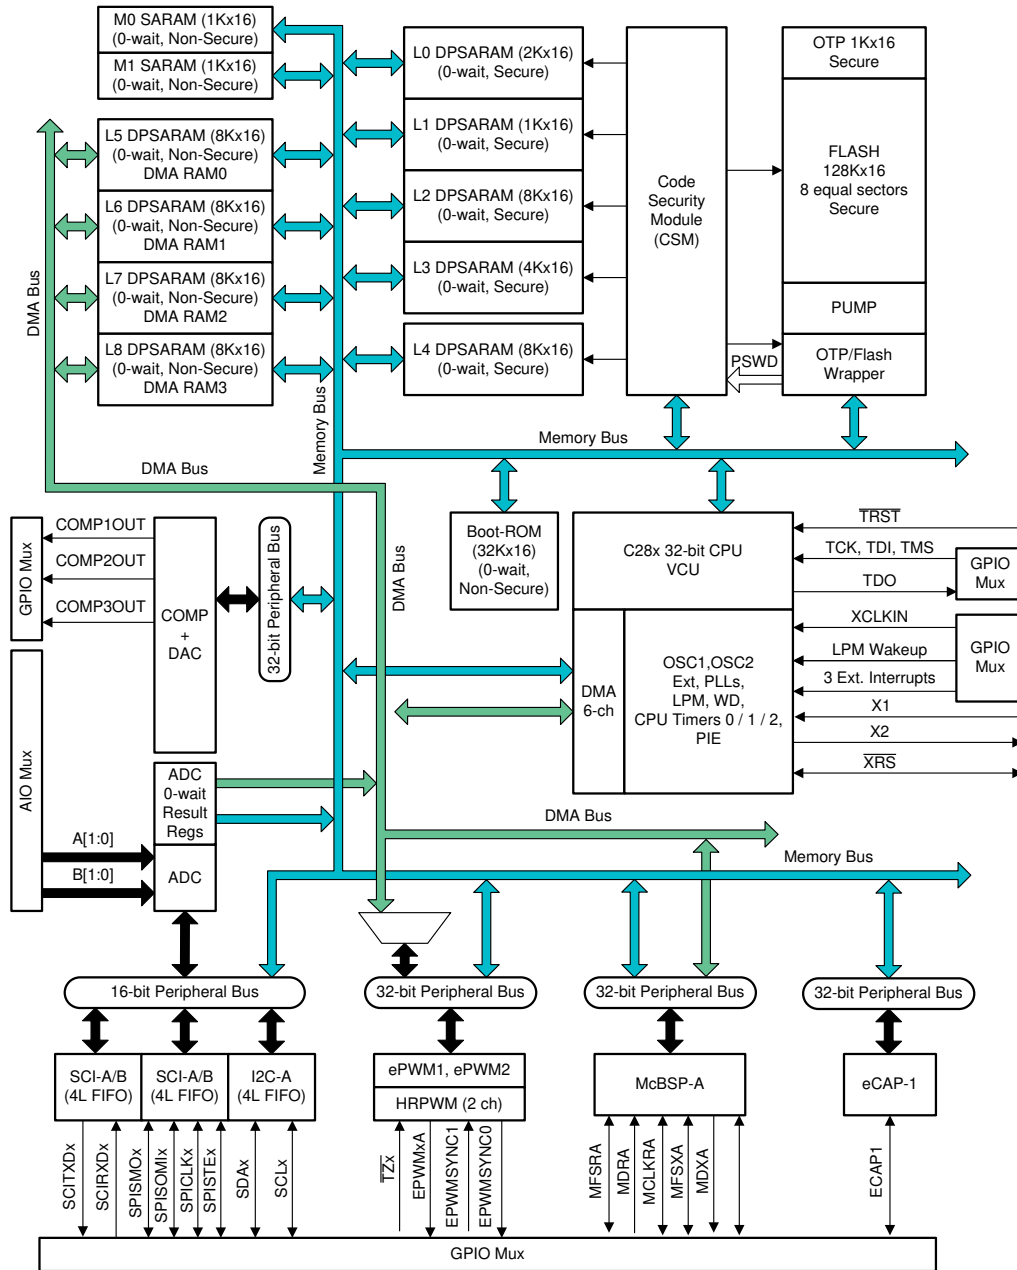 M0 SARAM (1Kx16)
(0-wait, Non-Secure)
M1 SARAM (1Kx16)
(0-wait, Non-Secure)
L5 DPSARAM (8Kx16)
(0-wait, Non-Secure)
DMA RAM0
L6 DPSARAM (8Kx16)
(0-wait, Non-Secure)
DMA RAM1
L7 DPSARAM (8Kx16)
(0-wait, Non-Secure)
DMA RAM2
L8 DPSARAM (8Kx16)
(0-wait, Non-Secure)
DMA RAM3
DMA Bus
Memory Bus
L0 DPSARAM (2Kx16)
(0-wait, Secure)
L1 DPSARAM (1Kx16)
(0-wait, Secure)
L2 DPSARAM (8Kx16)
(0-wait, Secure)
L3 DPSARAM (4Kx16)
(0-wait, Secure)
L4 DPSARAM (8Kx16)
(0-wait, Secure)
Code
Security
Module
(CSM)
OTP 1Kx16
Secure
FLASH
128Kx16
8 equal sectors
Secure
PUMP
OTP/Flash
Wrapper
PSWD
Memory Bus
DMA Bus
DMA Bus
Boot-ROM
(32Kx16)
(0-wait,
Non-Secure)
C28x 32-bit CPU
VCU
DMA
6-ch
OSC1,OSC2
Ext, PLLs,
LPM, WD,
CPU Timers 0 / 1 / 2,
PIE
TRST
TCK, TDI, TMS
TDO
GPIO
Mux
XCLKIN
LPM Wakeup
3 Ext. Interrupts
GPIO
Mux
X1
X2
XRS
GPIO Mux
COMP1OUT
COMP2OUT
COMP3OUT
COMP
+
DAC
32-bit Peripheral Bus
AIO Mux
A[1:0]
B[1:0]
ADC
0-wait
Result
Regs
ADC
DMA Bus
Memory Bus
16-bit Peripheral Bus
32-bit Peripheral Bus
32-bit Peripheral Bus
32-bit Peripheral Bus
SCI-A/B
(4L FIFO)
SCI-A/B
(4L FIFO)
I2C-A
(4L FIFO)
ePWM1, ePWM2
HRPWM (2 ch)
McBSP-A
eCAP-1
SCITXDx
SCIRXDx
SPISMOx
SPISOMIx
SPICLKx
SPISTEx
SDAx
SCLx
TZx
EPWMxA
EPWMSYNC1
EPWMSYNC0
MFSRA
MDRA
MCLKRA
MFSXA
MDXA
ECAP1
GPIO Mux